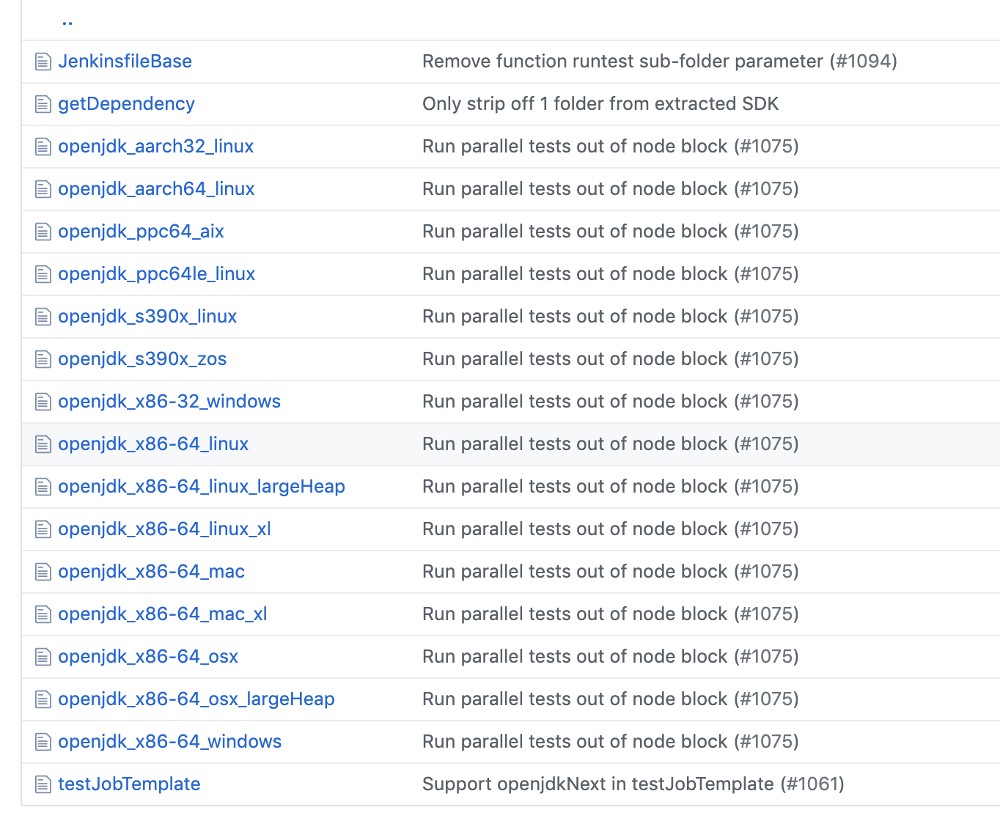 ..
JenkinsfileBase Remove function runtest sub-folder parameter (#1094)
getDependency Only strip off 1 folder from extracted SDK
openjdk_aarch32_linux Run parallel tests out of node block (#1075)
openjdk_aarch64_linux Run parallel tests out of node block (#1075)
openjdk_ppc64_aix Run parallel tests out of node block (#1075)
openjdk_ppc64le_linux Run parallel tests out of node block (#1075)
openjdk_s390x_linux Run parallel tests out of node block (#1075)
openjdk_s390x_zos Run parallel tests out of node block (#1075)
openjdk_x86-32_windows Run parallel tests out of node block (#1075)
openjdk_x86-64_linux Run parallel tests out of node block (#1075)
openjdk_x86-64_linux_largeHeap Run parallel tests out of node block (#1075)
openjdk_x86-64_linux_xl Run parallel tests out of node block (#1075)
openjdk_x86-64_mac Run parallel tests out of node block (#1075)
openjdk_x86-64_mac_xl Run parallel tests out of node block (#1075)
openjdk_x86-64_osx Run parallel tests out of node block (#1075)
openjdk_x86-64_osx_largeHeap Run parallel tests out of node block (#1075)
openjdk_x86-64_windows Run parallel tests out of node block (#1075)
testJobTemplate Support openjdkNext in testJobTemplate (#1061)